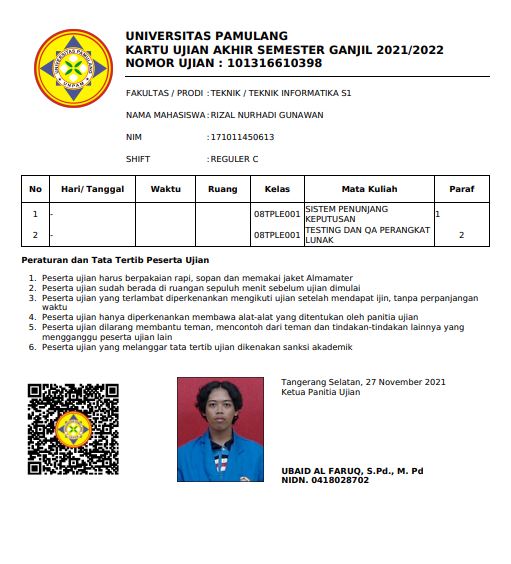 UNIVERSITAS PAMULANG
KARTU UJIAN AKHIR SEMESTER GANJIL 2021/2022
NOMOR UJIAN : 101316610398
UNIVERSITAS PAMULANG
UNPAM
FAKULTAS / PRODI : TEKNIK / TEKNIK INFORMATIKA S1
NAMA MAHASISWA : RIZAL NURHADI GUNAWAN
NIM : 171011450613
SHIFT : REGULER C
No Hari/ Tanggal Waktu Ruang Kelas Mata Kuliah Paraf
1 - 08TPLE001 SISTEM PENUNJANG KEPUTUSAN 1
2 - 08TPLE001 TESTING DAN QA PERANGKAT LUNAK 2
Peraturan dan Tata Tertib Peserta Ujian
1. Peserta ujian harus berpakaian rapi, sopan dan memakai jaket Almamater
2. Peserta ujian sudah berada di ruangan sepuluh menit sebelum ujian dimulai
3. Peserta ujian yang terlambat diperkenankan mengikuti ujian setelah mendapat ijin, tanpa perpanjangan
waktu
4. Peserta ujian hanya diperkenankan membawa alat-alat yang ditentukan oleh panitia ujian
5. Peserta ujian dilarang membantu teman, mencontoh dari teman dan tindakan-tindakan lainnya yang
mengganggu peserta ujian lain
6. Peserta ujian yang melanggar tata tertib ujian dikenakan sanksi akademik
Tangerang Selatan, 27 November 2021
Ketua Panitia Ujian
UBAID AL FARUQ, S.Pd., M. Pd
NIDN. 0418028702